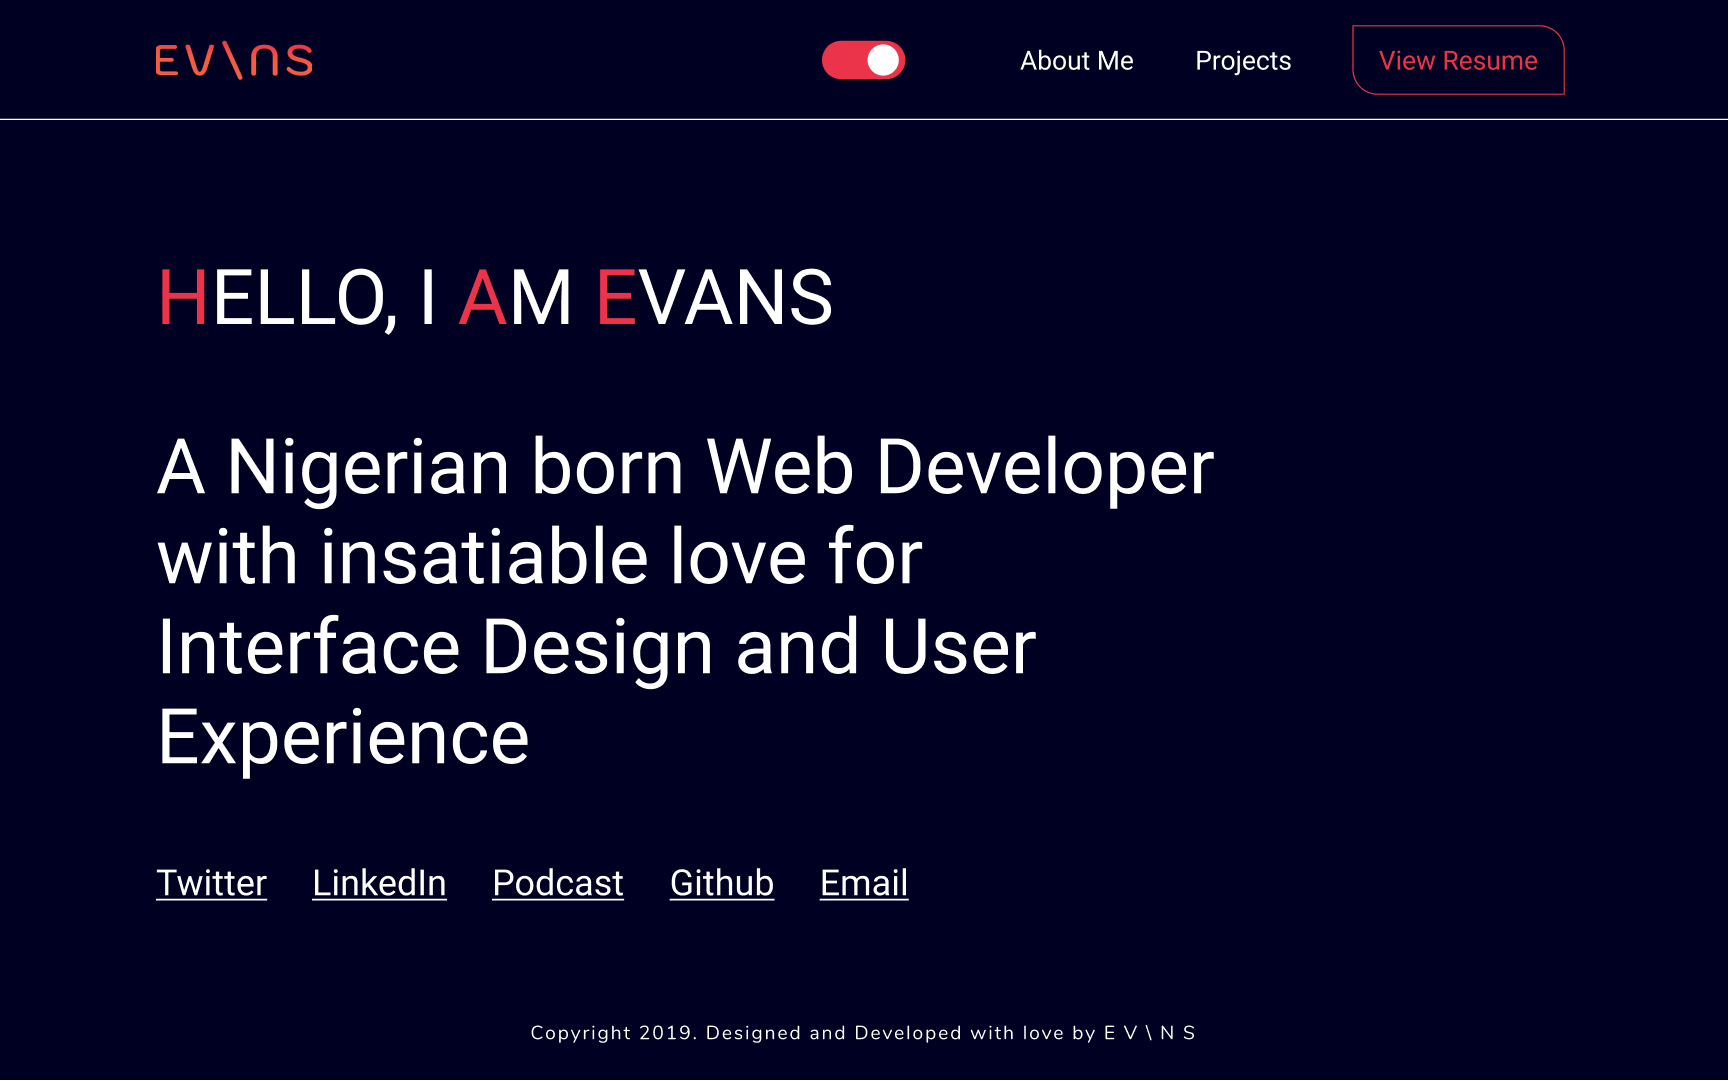 EV\NS
About Me
Projects
View Resume
HELLO, I AM EVANS
A Nigerian born Web Developer
with insatiable love for
Interface Design and User
Experience
Twitter LinkedIn Podcast Github Email
Copyright 2019. Designed and Developed with love by E V \ N S